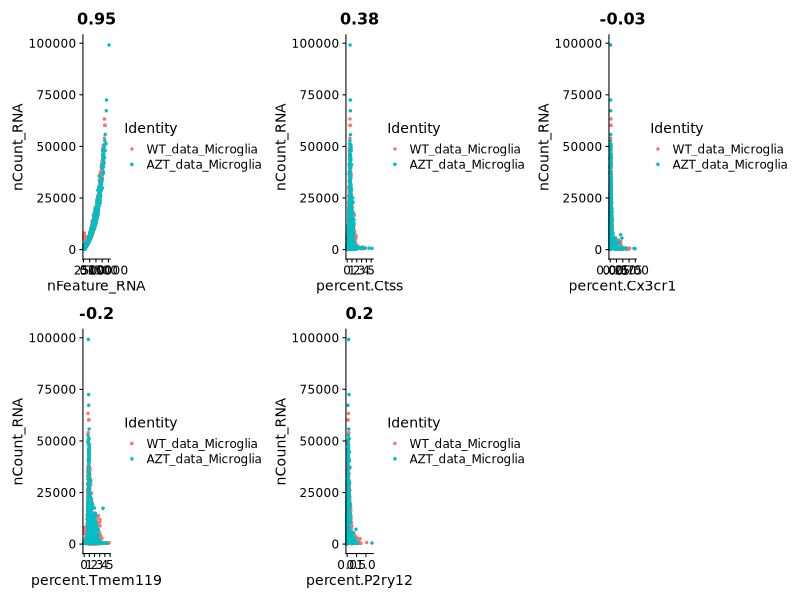 0.95
100000
75000
50000
25000
0
nCount_RNA
nFeature_RNA
Identity
WT_data_Microglia
AZT_data_Microglia
0.38
100000
75000
50000
25000
0
nCount_RNA
012345
percent.Ctss
Identity
WT_data_Microglia
AZT_data_Microglia
-0.03
100000
75000
50000
25000
0
nCount_RNA
percent.Cx3cr1
Identity
WT_data_Microglia
AZT_data_Microglia
-0.2
100000
75000
50000
25000
0
nCount_RNA
012345
percent.Tmem119
Identity
WT_data_Microglia
AZT_data_Microglia
0.2
100000
75000
50000
25000
0
nCount_RNA
percent.P2ry12
Identity
WT_data_Microglia
AZT_data_Microglia